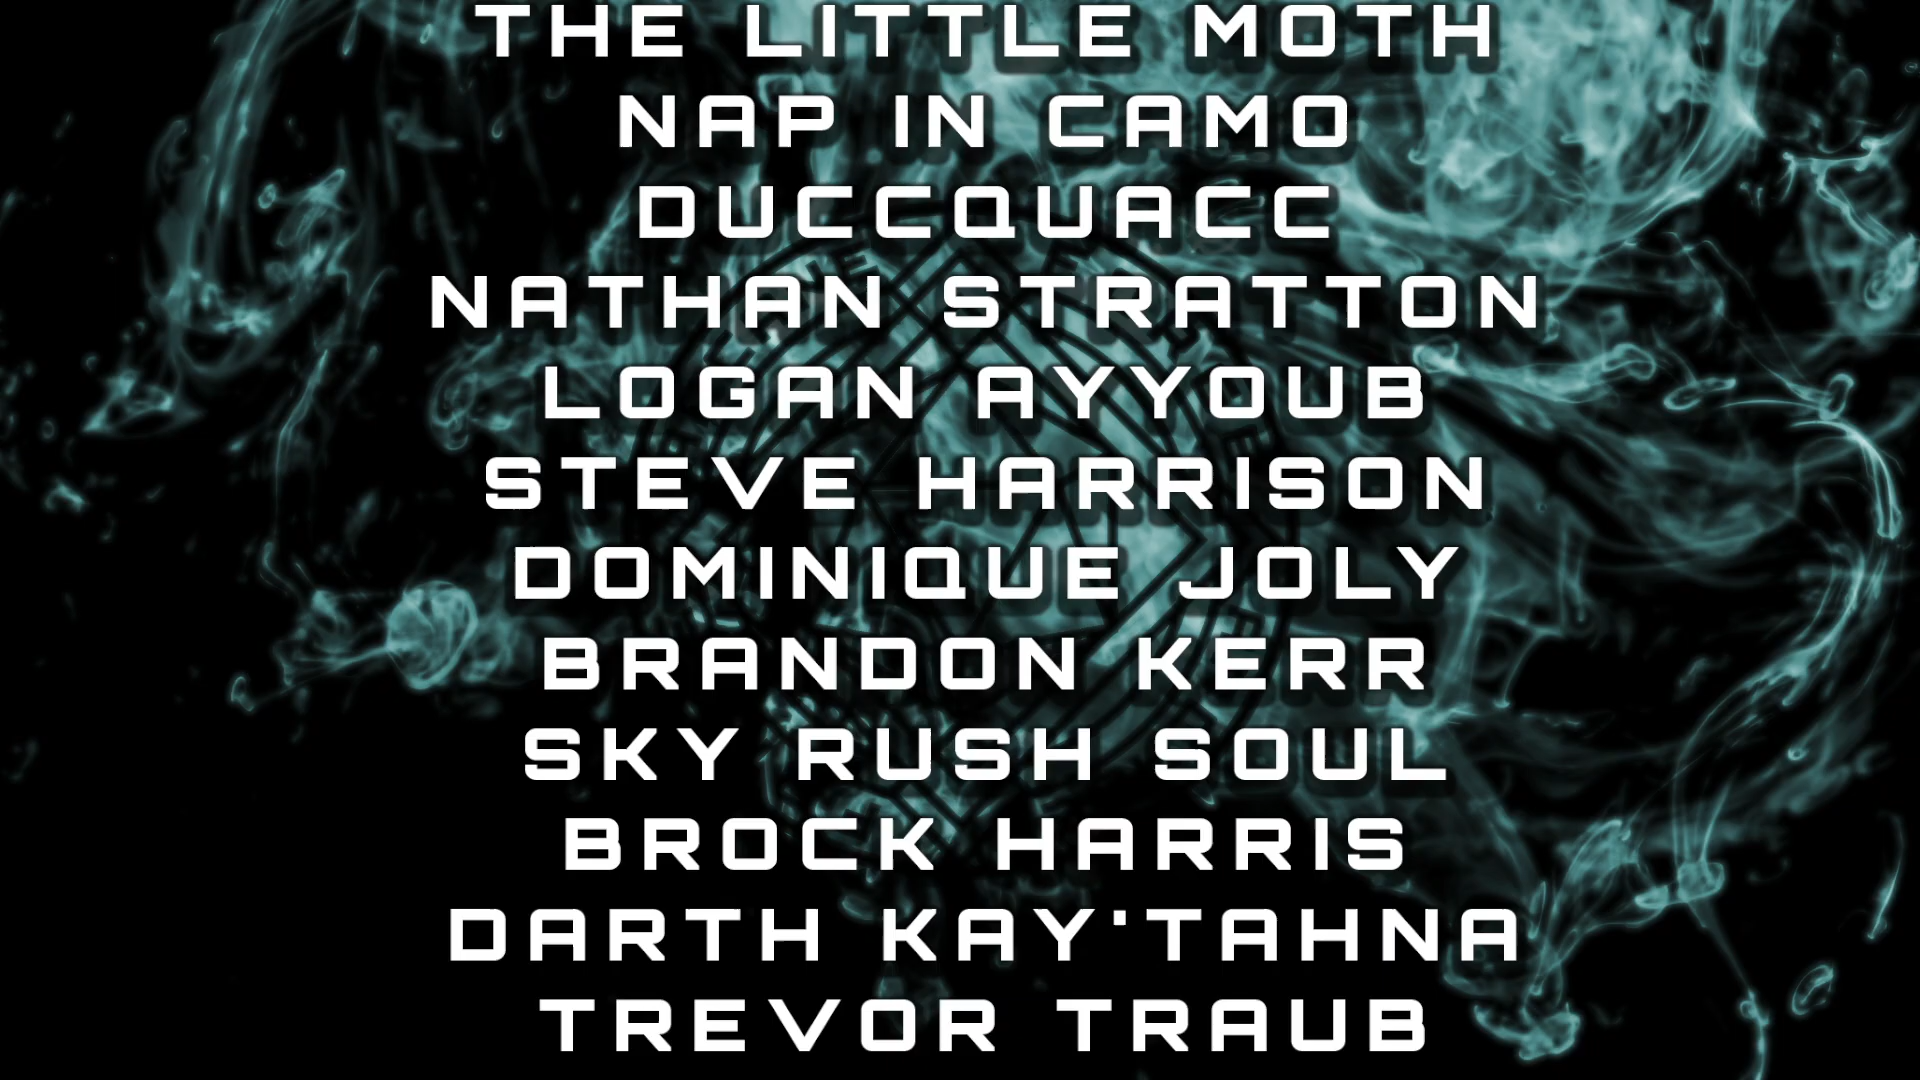 THE LITTLE MOTH
NAP IN CAMO
DUCCQUACC
NATHAN STRATTON
LOGAN AYYOUB
STEVE HARRISON
DOMINIQUE JOLY
BRANDON KERR
SKY RUSH SOUL
BROCK HARRIS
DARTH KAY'TAHNA
TREVOR TRAUB